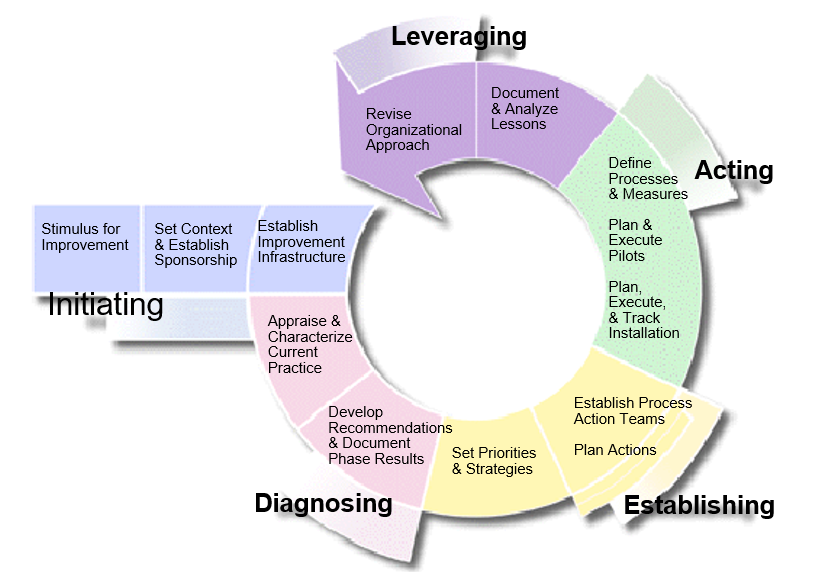 Leveraging
Revise
Organizational
Approach
Document
& Analyze
Lessons
Acting
Define
Processes
& Measures
Plan &
Execute
Pilots
Plan,
Execute,
& Track
Installation
Stimulus for
Improvement
Set Context
& Establish
Sponsorship
Establish
Improvement
Infrastructure
Initiating
Appraise &
Characterize
Current
Practice
Develop
Recommendations
& Document
Phase Results
Diagnosing
Set Priorities
& Strategies
Establish Process
Action Teams
Plan Actions
Establishing